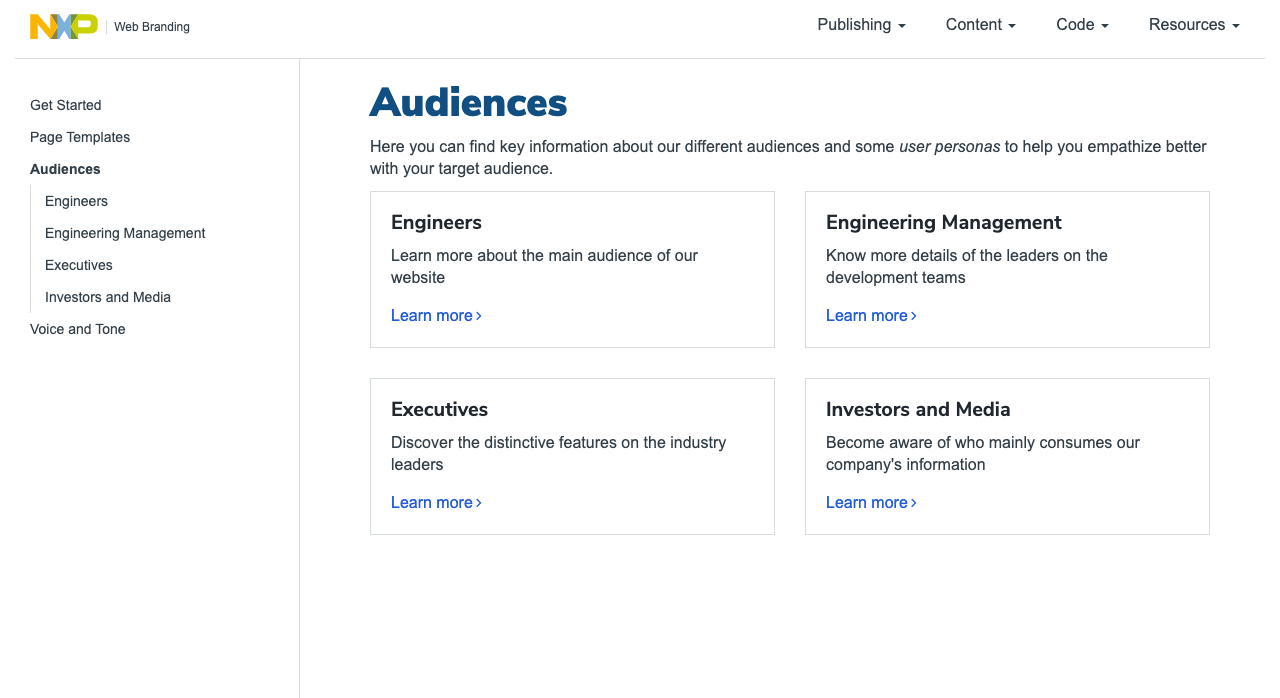 NXP Web Branding
Publishing
Content
Code
Resources
Get Started
Page Templates
Audiences
Engineers
Engineering Management
Executives
Investors and Media
Voice and Tone
Audiences
Here you can find key information about our different audiences and some user personas to help you empathize better
with your target audience.
Engineers
Learn more about the main audience of our
website
Learn more
Engineering Management
Know more details of the leaders on the
development teams
Learn more
Executives
Discover the distinctive features on the industry
leaders
Learn more
Investors and Media
Become aware of who mainly consumes our
company's information
Learn more